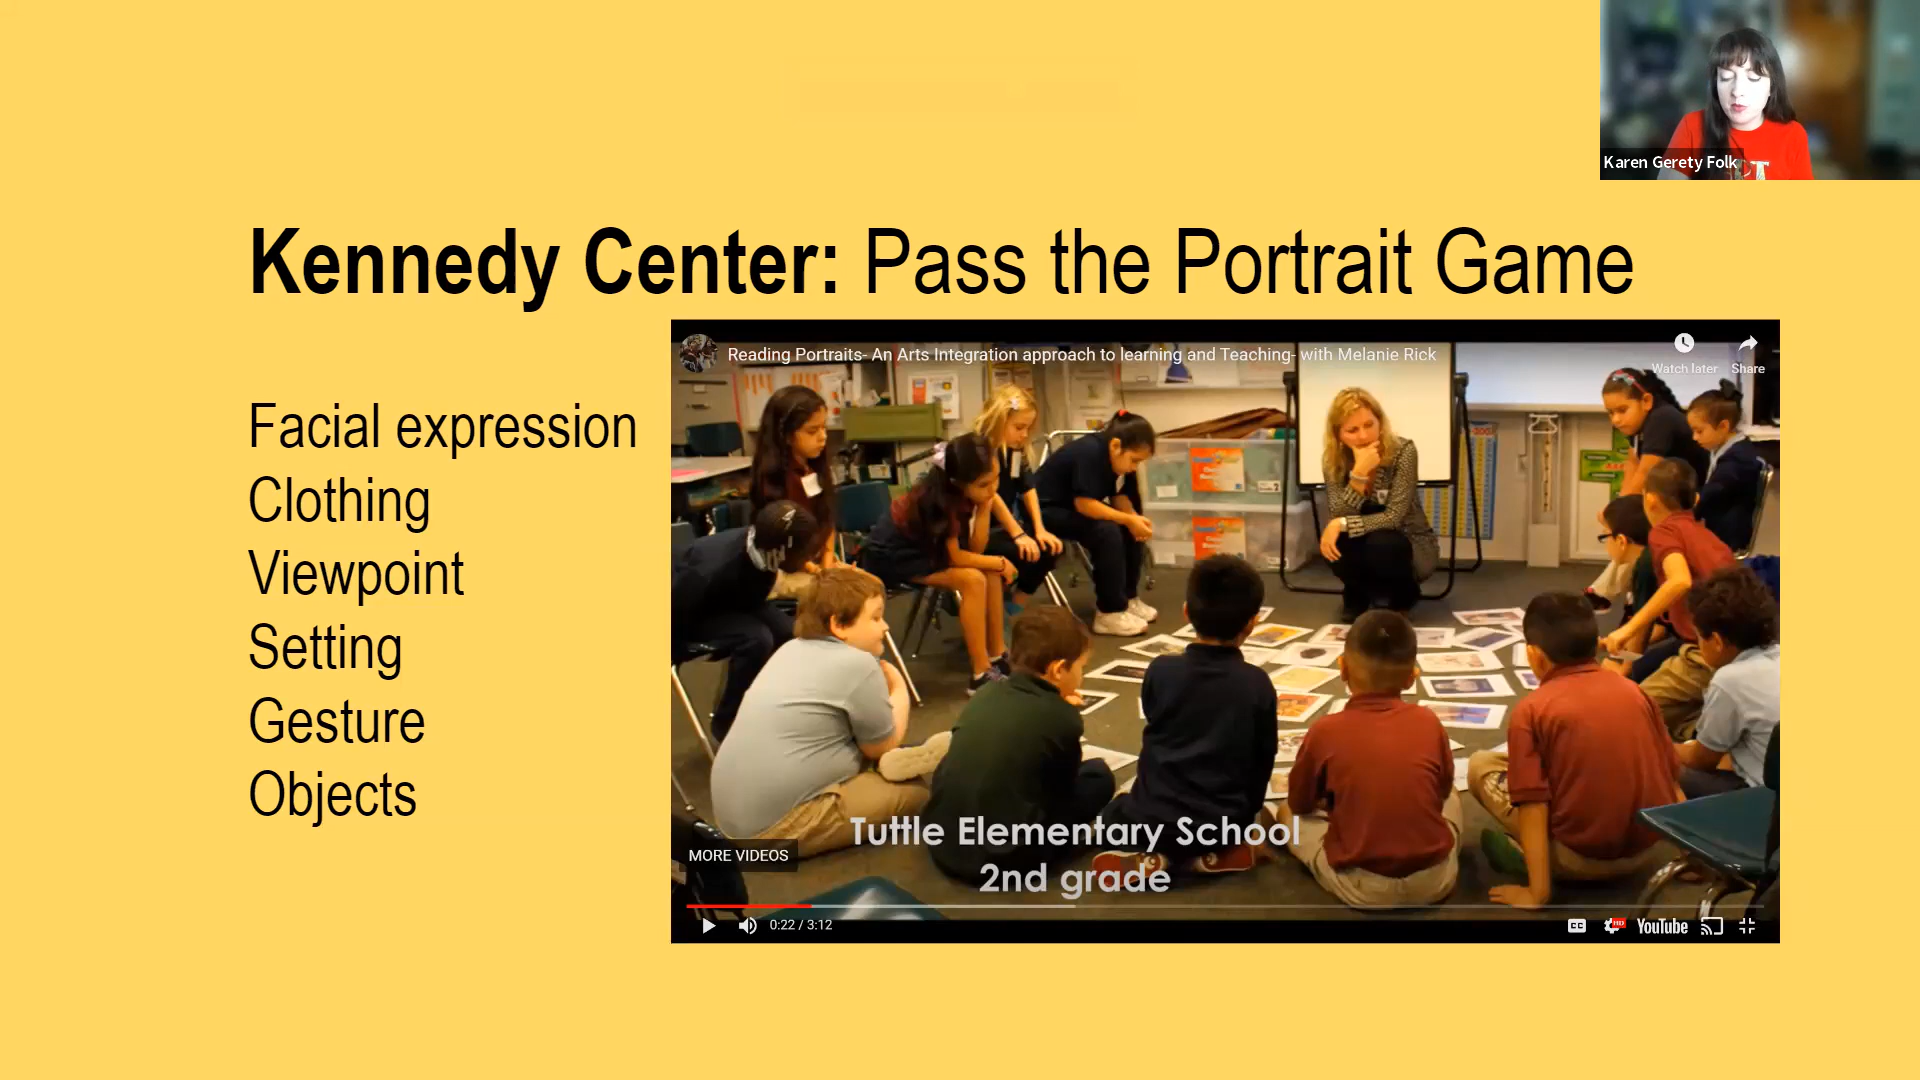 Karen Gerety Folk
Kennedy Center: Pass the Portrait Game
Facial expression
Clothing
Viewpoint
Setting
Gesture
Objects
Reading Portraits- An Arts Integration approach to learning and Teaching- with Melanie Rick
Watch later
Share
Tuttle Elementary School
2nd grade
MORE VIDEOS
0:22 / 3:12
CC
HD
YouTube